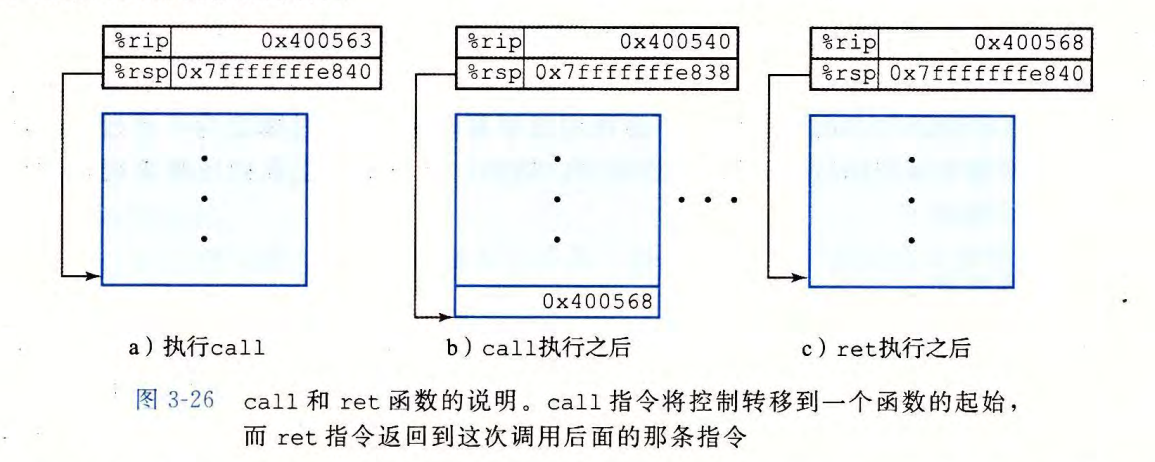 %rip 0x400563
%rsp 0x7fffffffe840
%rip 0x400540
%rsp 0x7fffffffe838
%rip 0x400568
%rsp 0x7fffffffe840
0x400568
a）执行call
b）call执行之后
c）ret执行之后
图 3-26 call 和 ret 函数的说明。call 指令将控制转移到一个函数的起始，
而 ret 指令返回到这次调用后面的那条指令